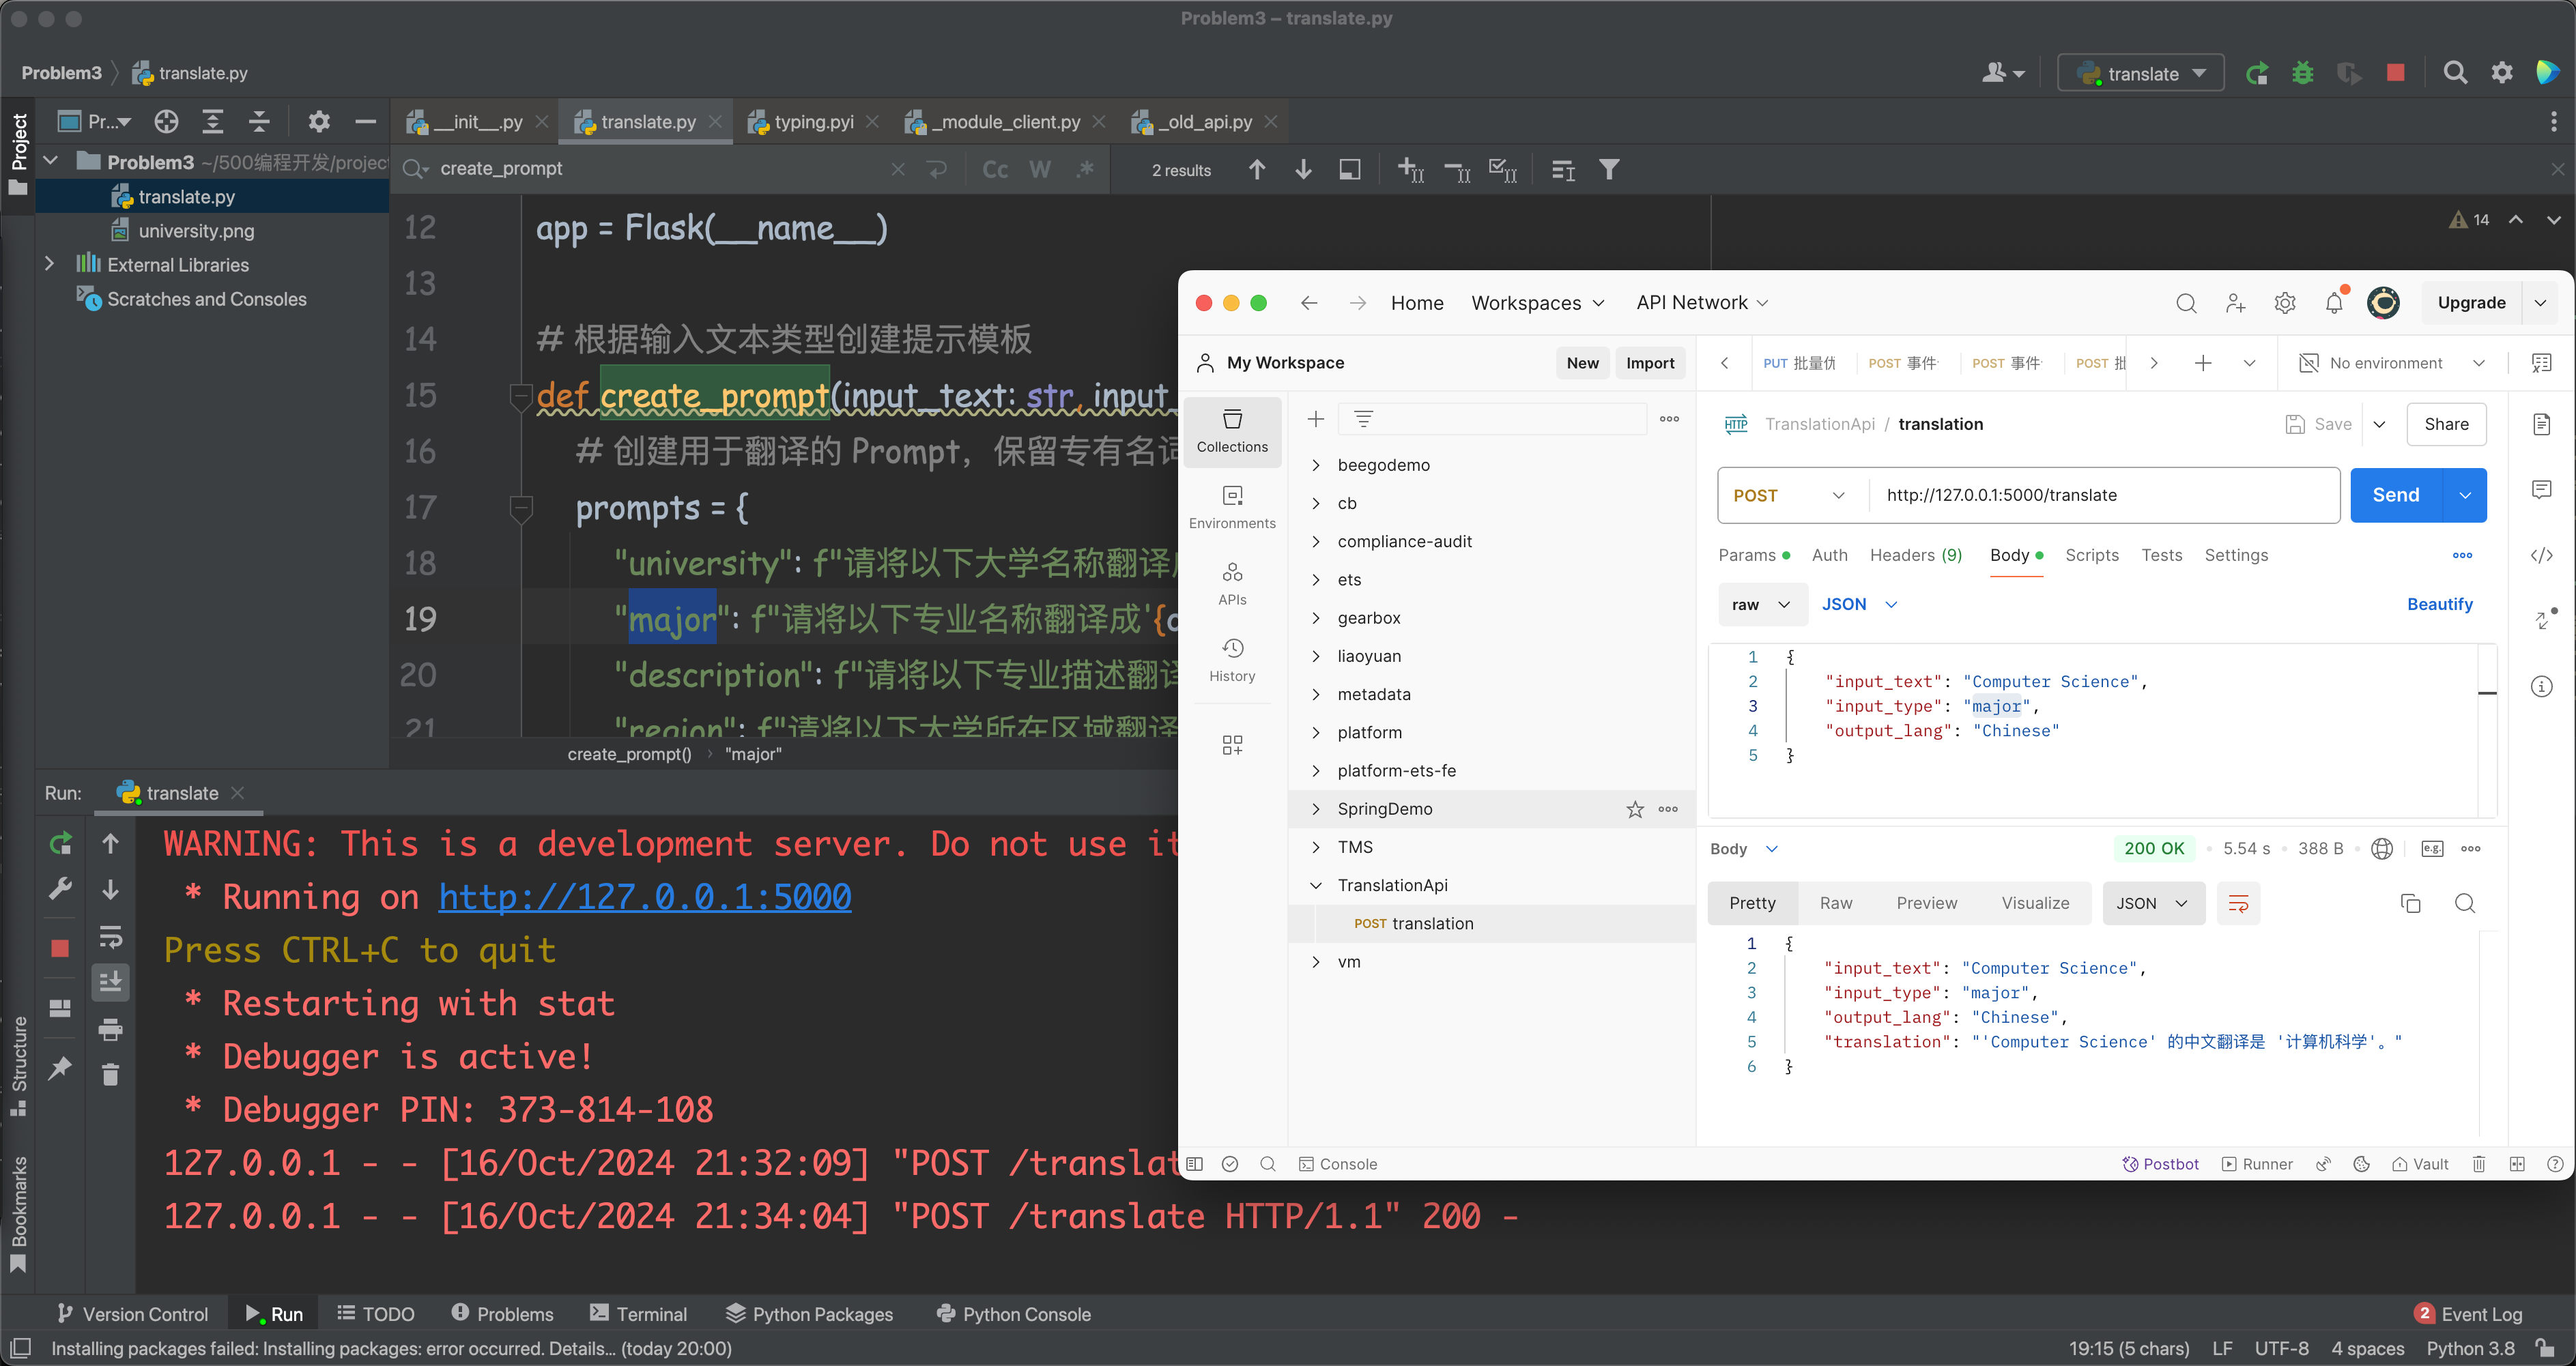 Problem3 – translate.py
Problem3 translate.py
translate
Project
Pr...
__init__.py translate.py typing.pyi _module_client.py _old_api.py
Problem3 ~/500编程开发/project
translate.py
university.png
External Libraries
Scratches and Consoles
create_prompt
Cc W .*
2 results
14
12 app = Flask(__name__)
13
14 # 根据输入文本类型创建提示模板
15 def create_prompt(input_text: str, input_
16 # 创建用于翻译的 Prompt，保留专有名词
17 prompts = {
18 "university": f"请将以下大学名称翻译
19 "major": f"请将以下专业名称翻译成'{
20 "description": f"请将以下专业描述翻译
21 "region": f"请将以下大学所在区域翻译
create_prompt() "major"
Run: translate
WARNING: This is a development server. Do not use it
* Running on http://127.0.0.1:5000
Press CTRL+C to quit
* Restarting with stat
* Debugger is active!
* Debugger PIN: 373-814-108
127.0.0.1 - - [16/Oct/2024 21:32:09] "POST /translat
127.0.0.1 - - [16/Oct/2024 21:34:04] "POST /translate HTTP/1.1" 200 -
Structure
Bookmarks
Version Control Run TODO Problems Terminal Python Packages Python Console
2 Event Log
Installing packages failed: Installing packages: error occurred. Details... (today 20:00)
19:15 (5 chars) LF UTF-8 4 spaces Python 3.8
Home Workspaces API Network
Upgrade
My Workspace
New Import
PUT 批量优 POST 事件 POST 事件 POST 批
No environment
Collections
Environments
APIs
History
beegodemo
cb
compliance-audit
ets
gearbox
liaoyuan
metadata
platform
platform-ets-fe
SpringDemo
TMS
TranslationApi
POST translation
vm
HTTP TranslationApi / translation
Save Share
POST http://127.0.0.1:5000/translate
Send
Params Auth Headers (9) Body Scripts Tests Settings
raw JSON
Beautify
1 {
2 "input_text": "Computer Science",
3 "input_type": "major",
4 "output_lang": "Chinese"
5 }
Body
200 OK 5.54 s 388 B e.g.
Pretty Raw Preview Visualize JSON
1 {
2 "input_text": "Computer Science",
3 "input_type": "major",
4 "output_lang": "Chinese",
5 "translation": "'Computer Science' 的中文翻译是 '计算机科学'。"
6 }
Console
Postbot Runner Vault